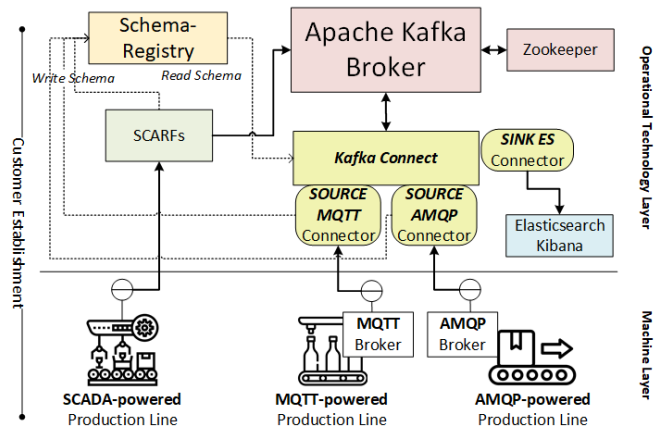 Schema-
Registry
Apache Kafka
Broker
Zookeeper
Write Schema
Read Schema
SCARFs
Kafka Connect
SINK ES
Connector
SOURCE
MQTT
Connector
SOURCE
AMQP
Connector
Elasticsearch
Kibana
Customer Establishment
Operational Technology Layer
Machine Layer
MQTT
Broker
AMQP
Broker
SCADA-powered
Production Line
MQTT-powered
Production Line
AMQP-powered
Production Line